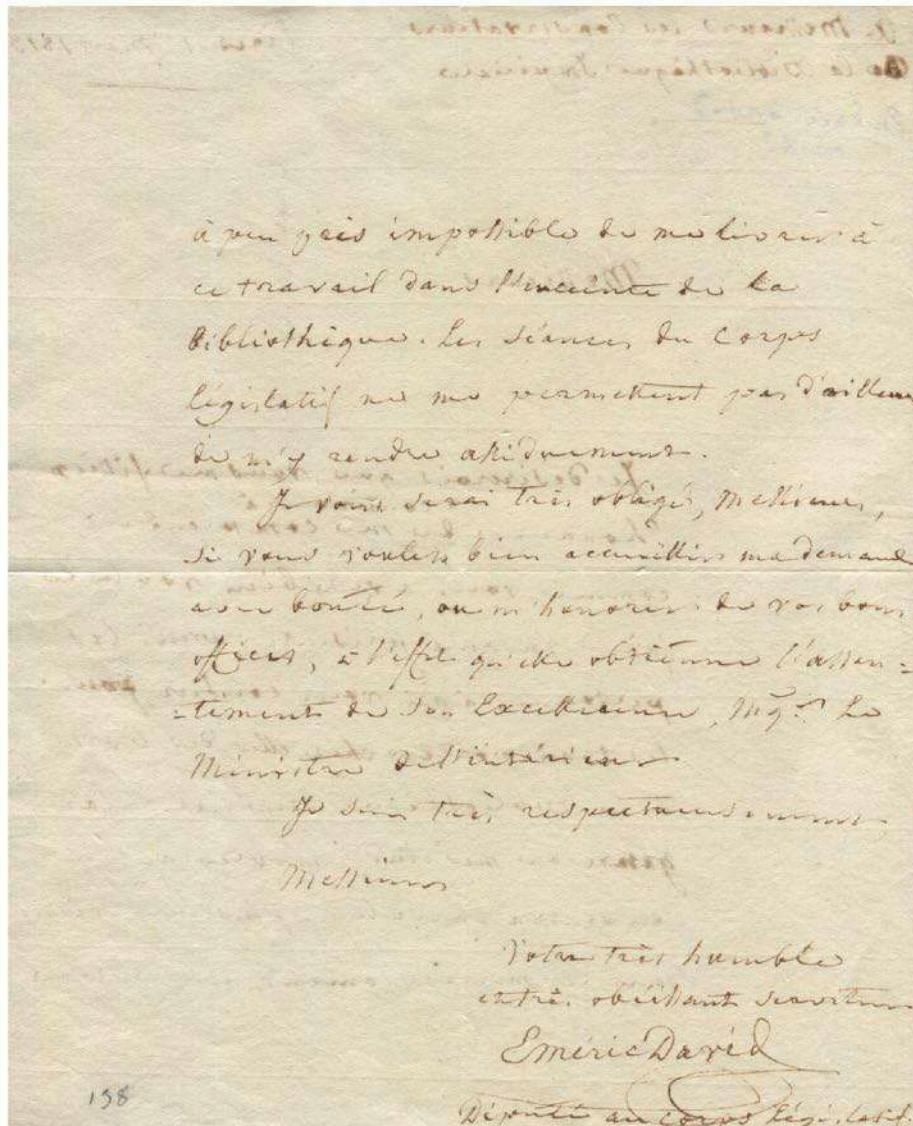 à peu près impossible de me livrer à
ce travail dans l'enceinte de la
Bibliothèque. Les séances du Corps
législatif ne me permettent pas d'ailleurs
de m'y rendre assiduement.
Je vous serai très obligé, Messieurs,
si vous voulez bien accueillir ma demande
avec bonté, ou m'honorer de vos bons
offices, à l'effet qu'elle obtienne l'assen=
=timent de Son Excellence, Mgr. Le
Ministre de l'intérieur.
Je suis très respectueusement,
Messieurs
Votre très humble
et très obéissant serviteur
Eméric David
Député au corps législatif.
158